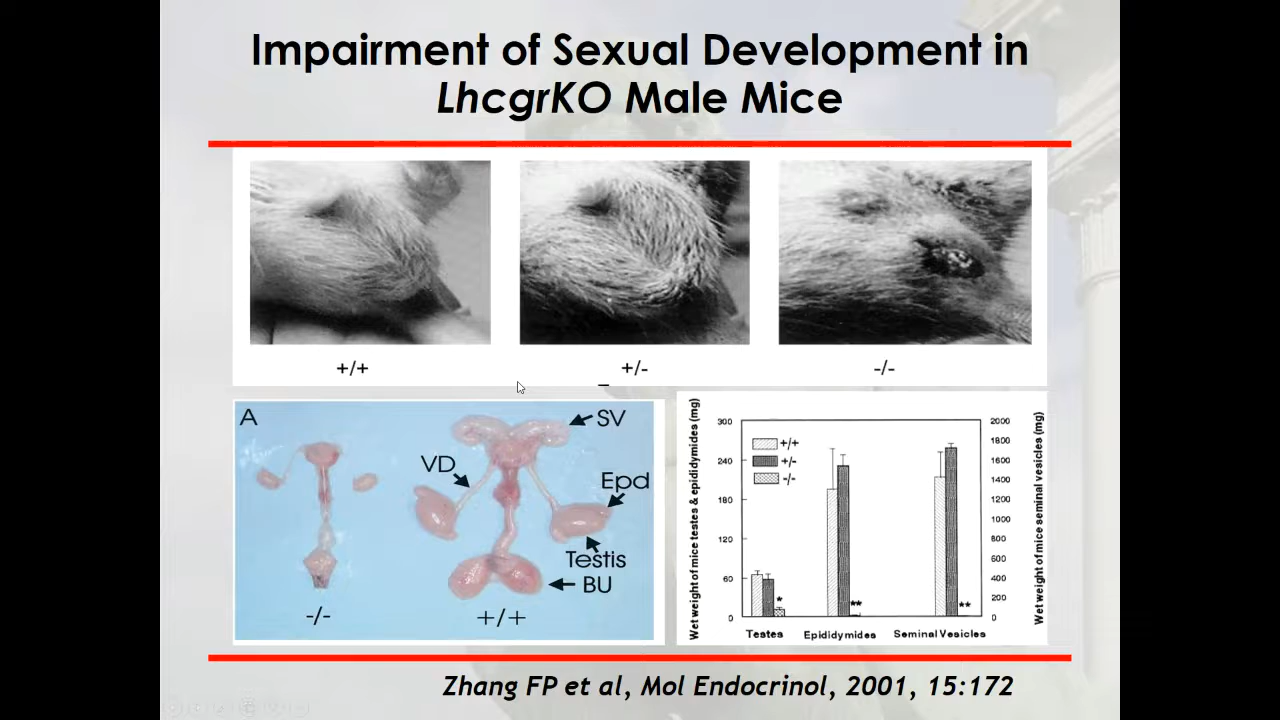 Impairment of Sexual Development in
LhcgrKO Male Mice
+/+
+/-
-/-
A
SV
VD
Epd
Testis
BU
-/-
+/+
Wet weight of mice testes & epididymides (mg)
300
240
180
120
60
0
+/+
+/-
-/-
*
**
**
Testes
Epididymides
Seminal Vesicles
2000
1800
1600
1400
1200
1000
800
600
400
200
0
Wet weight of mice seminal vesicles (mg)
Zhang FP et al, Mol Endocrinol, 2001, 15:172